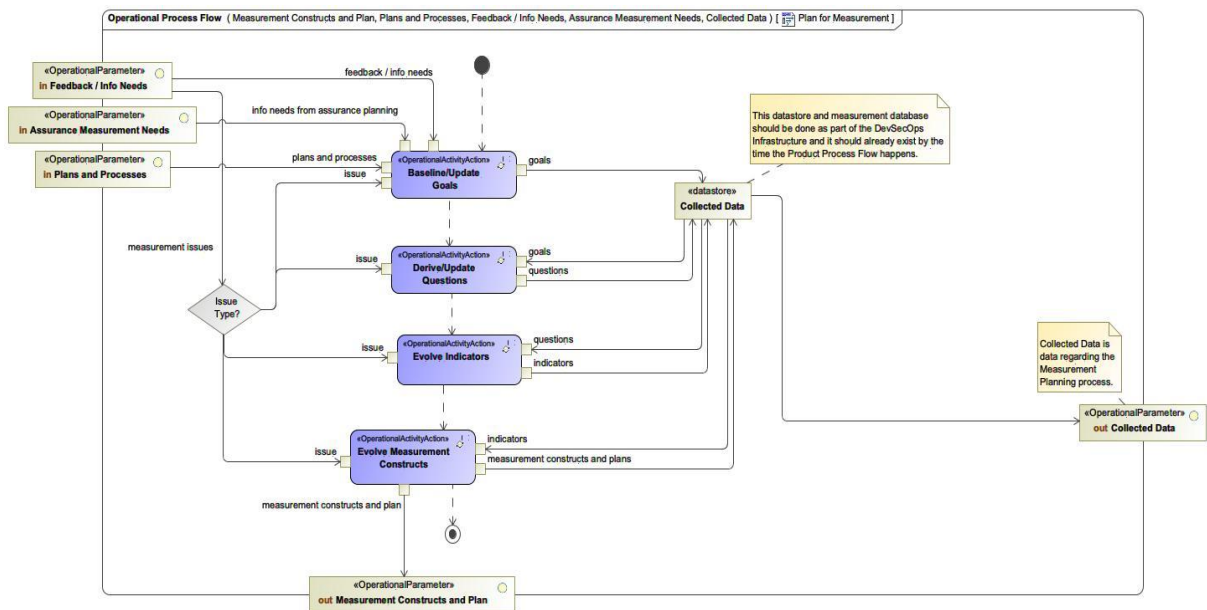 Operational Process Flow ( Measurement Constructs and Plan, Plans and Processes, Feedback / Info Needs, Assurance Measurement Needs, Collected Data ) [ Plan for Measurement ]
«OperationalParameter»
in Feedback / Info Needs
«OperationalParameter»
in Assurance Measurement Needs
«OperationalParameter»
in Plans and Processes
feedback / info needs
info needs from assurance planning
plans and processes
issue
«OperationalActivityAction»
Baseline/Update
Goals
goals
This datastore and measurement database
should be done as part of the DevSecOps
Infrastructure and it should already exist by the
time the Product Process Flow happens.
«datastore»
Collected Data
measurement issues
Issue
Type?
issue
«OperationalActivityAction»
Derive/Update
Questions
goals
questions
issue
«OperationalActivityAction»
Evolve Indicators
questions
indicators
Collected Data is
data regarding the
Measurement
Planning process.
«OperationalParameter»
out Collected Data
issue
«OperationalActivityAction»
Evolve Measurement
Constructs
indicators
measurement constructs and plans
measurement constructs and plan
«OperationalParameter»
out Measurement Constructs and Plan